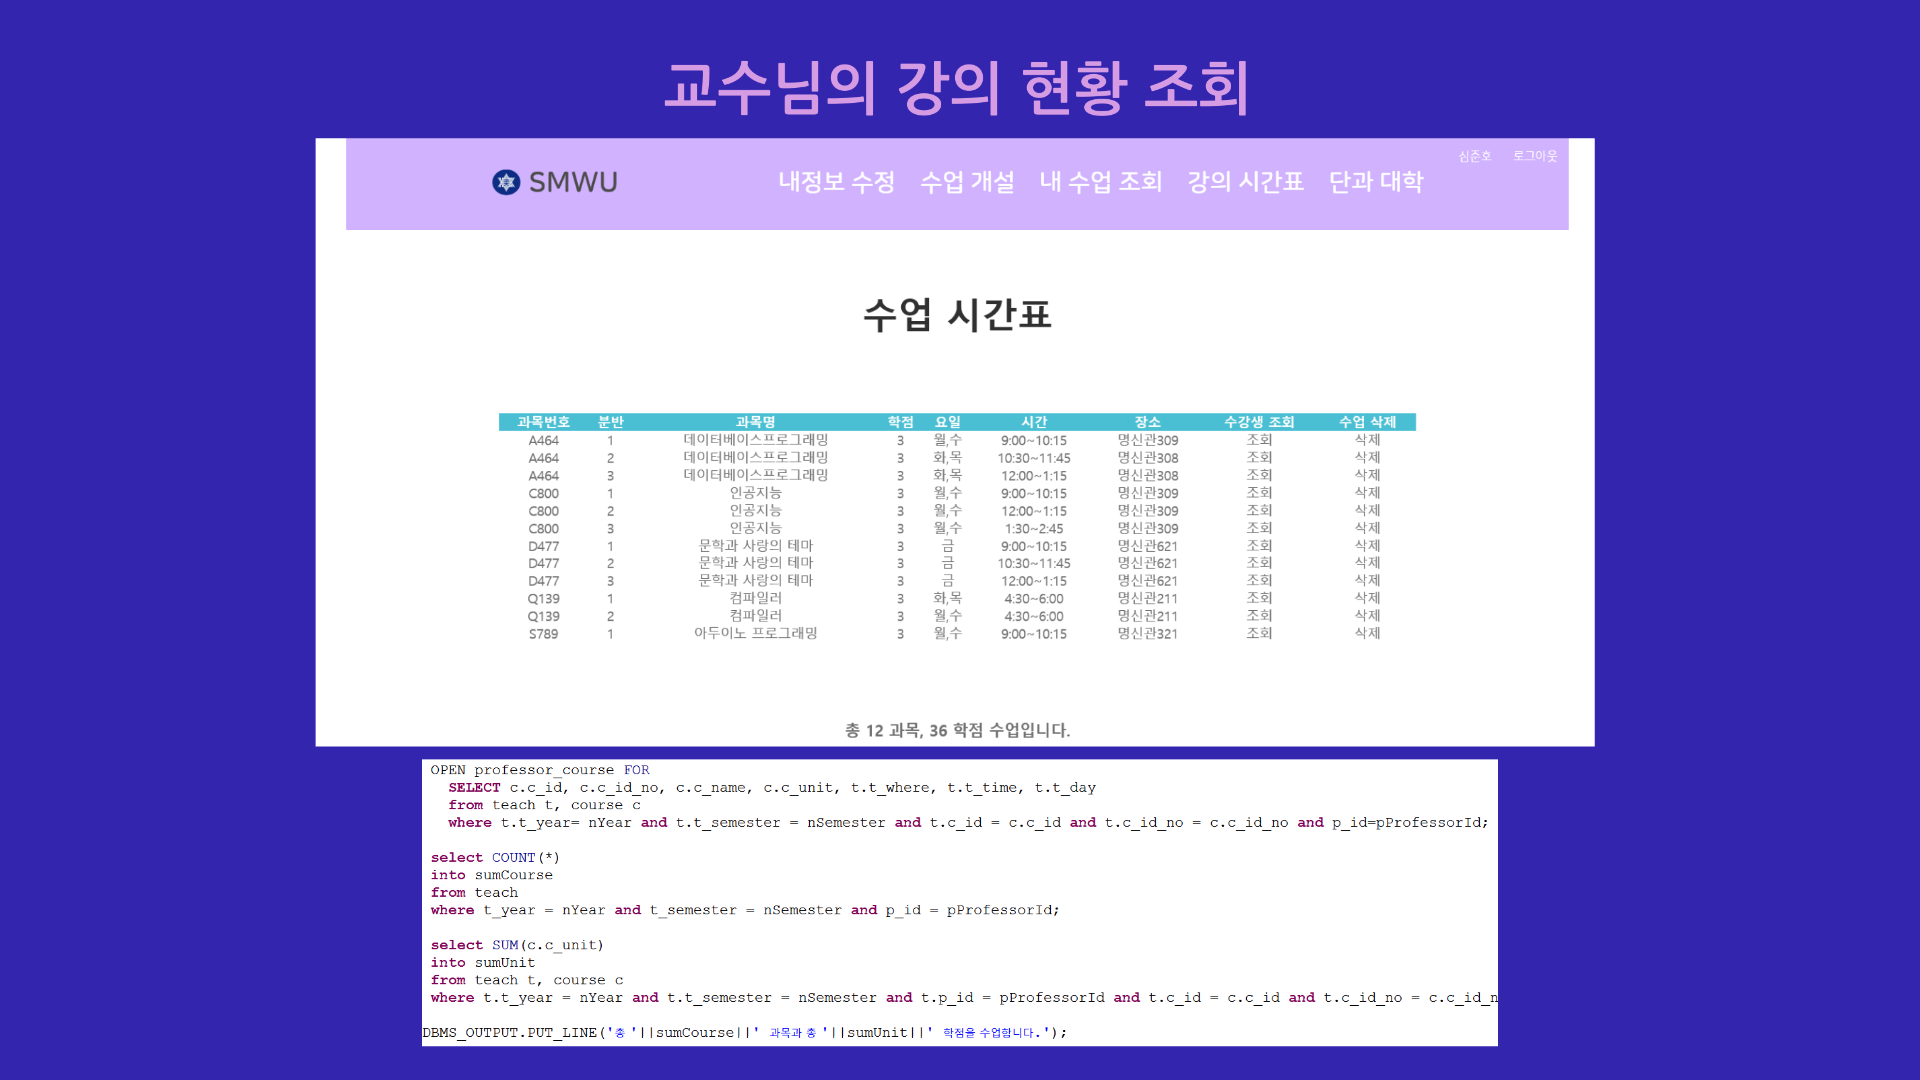 교수님의 강의 현황 조회
심준호 로그아웃
SMWU 내정보 수정 수업 개설 내 수업 조회 강의 시간표 단과 대학
수업 시간표
과목번호 분반 과목명 학점 요일 시간 장소 수강생 조회 수업 삭제
A464 1 데이터베이스프로그래밍 3 월,수 9:00~10:15 명신관309 조회 삭제
A464 2 데이터베이스프로그래밍 3 화,목 10:30~11:45 명신관308 조회 삭제
A464 3 데이터베이스프로그래밍 3 화,목 12:00~1:15 명신관308 조회 삭제
C800 1 인공지능 3 월,수 9:00~10:15 명신관309 조회 삭제
C800 2 인공지능 3 월,수 12:00~1:15 명신관309 조회 삭제
C800 3 인공지능 3 월,수 1:30~2:45 명신관309 조회 삭제
D477 1 문학과 사랑의 테마 3 금 9:00~10:15 명신관621 조회 삭제
D477 2 문학과 사랑의 테마 3 금 10:30~11:45 명신관621 조회 삭제
D477 3 문학과 사랑의 테마 3 금 12:00~1:15 명신관621 조회 삭제
Q139 1 컴파일러 3 화,목 4:30~6:00 명신관211 조회 삭제
Q139 2 컴파일러 3 월,수 4:30~6:00 명신관211 조회 삭제
S789 1 아두이노 프로그래밍 3 월,수 9:00~10:15 명신관321 조회 삭제
총 12 과목, 36 학점 수업입니다.
OPEN professor_course FOR
SELECT c.c_id, c.c_id_no, c.c_name, c.c_unit, t.t_where, t.t_time, t.t_day
from teach t, course c
where t.t_year= nYear and t.t_semester = nSemester and t.c_id = c.c_id and t.c_id_no = c.c_id_no and p_id=pProfessorId;
select COUNT(*)
into sumCourse
from teach
where t_year = nYear and t_semester = nSemester and p_id = pProfessorId;
select SUM(c.c_unit)
into sumUnit
from teach t, course c
where t.t_year = nYear and t.t_semester = nSemester and t.p_id = pProfessorId and t.c_id = c.c_id and t.c_id_no = c.c_id_n
DBMS_OUTPUT.PUT_LINE('총 '||sumCourse||' 과목과 총 '||sumUnit||' 학점을 수업합니다.');